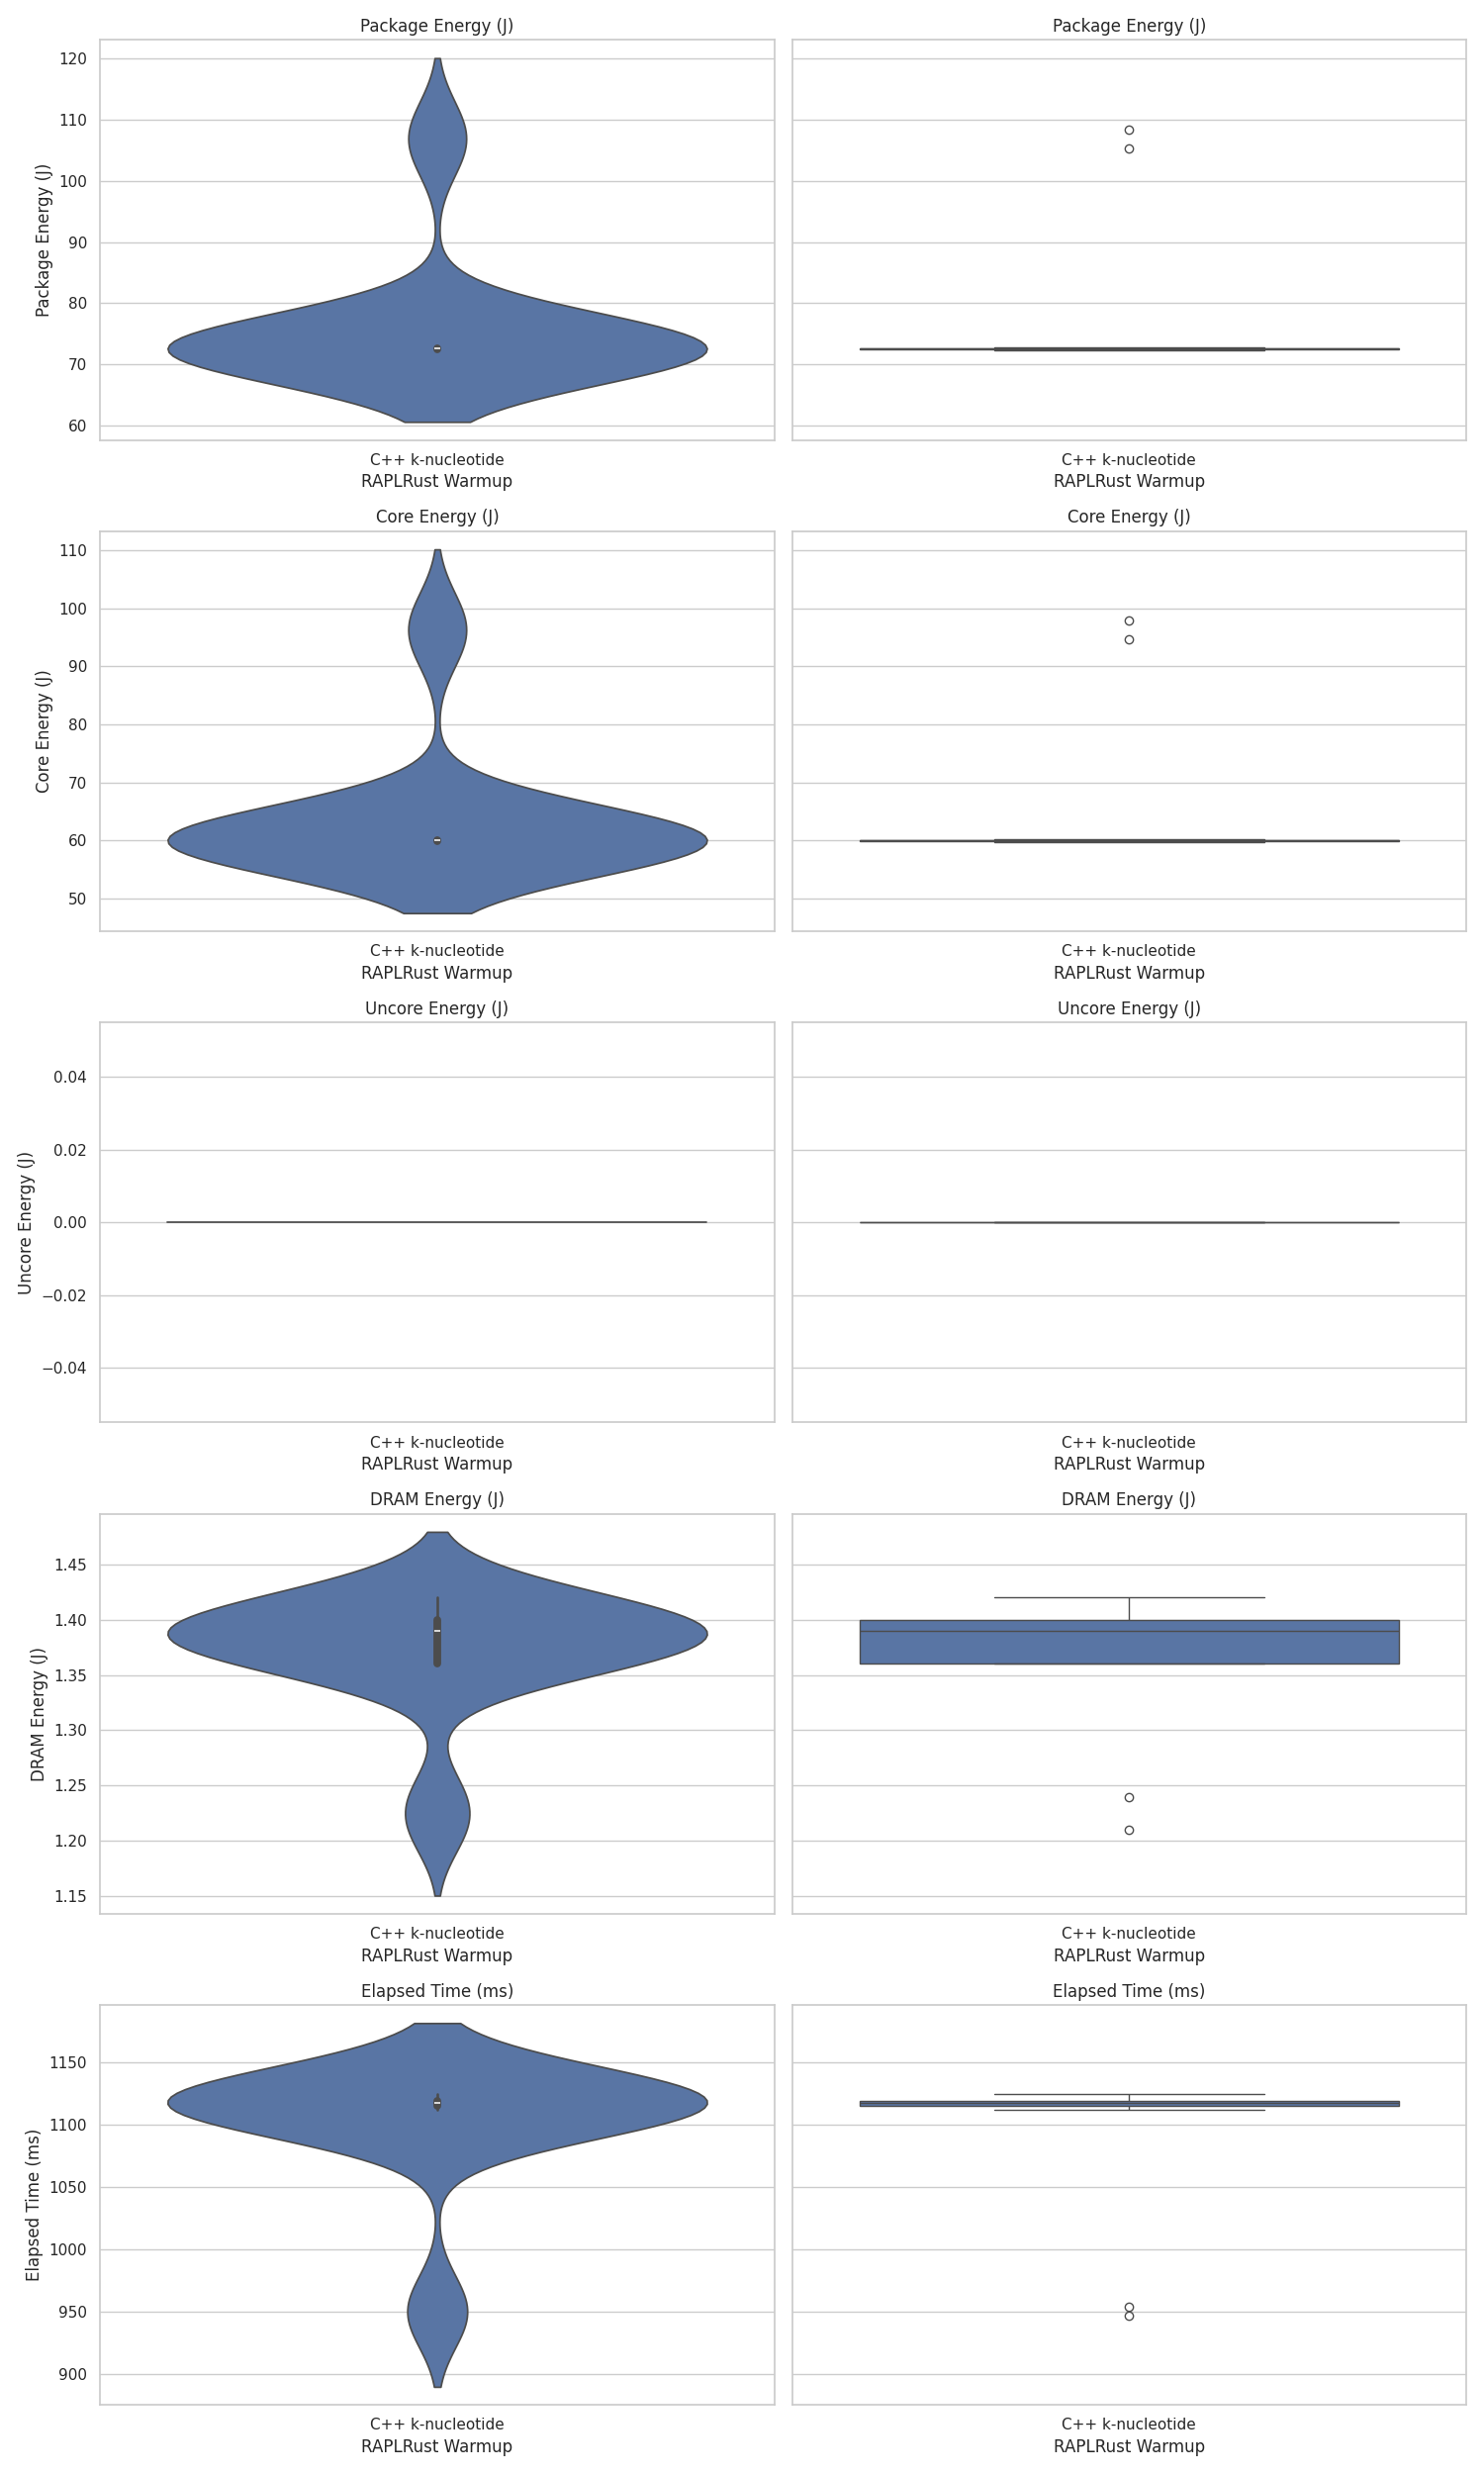 Package Energy (J)
Package Energy (J)
Package Energy (J)
120
110
100
90
80
70
60
C++ k-nucleotide
C++ k-nucleotide
RAPLRust Warmup
RAPLRust Warmup
Core Energy (J)
Core Energy (J)
Core Energy (J)
110
100
90
80
70
60
50
C++ k-nucleotide
C++ k-nucleotide
RAPLRust Warmup
RAPLRust Warmup
Uncore Energy (J)
Uncore Energy (J)
Uncore Energy (J)
0.04
0.02
0.00
−0.02
−0.04
C++ k-nucleotide
C++ k-nucleotide
RAPLRust Warmup
RAPLRust Warmup
DRAM Energy (J)
DRAM Energy (J)
DRAM Energy (J)
1.45
1.40
1.35
1.30
1.25
1.20
1.15
C++ k-nucleotide
C++ k-nucleotide
RAPLRust Warmup
RAPLRust Warmup
Elapsed Time (ms)
Elapsed Time (ms)
Elapsed Time (ms)
1150
1100
1050
1000
950
900
C++ k-nucleotide
C++ k-nucleotide
RAPLRust Warmup
RAPLRust Warmup